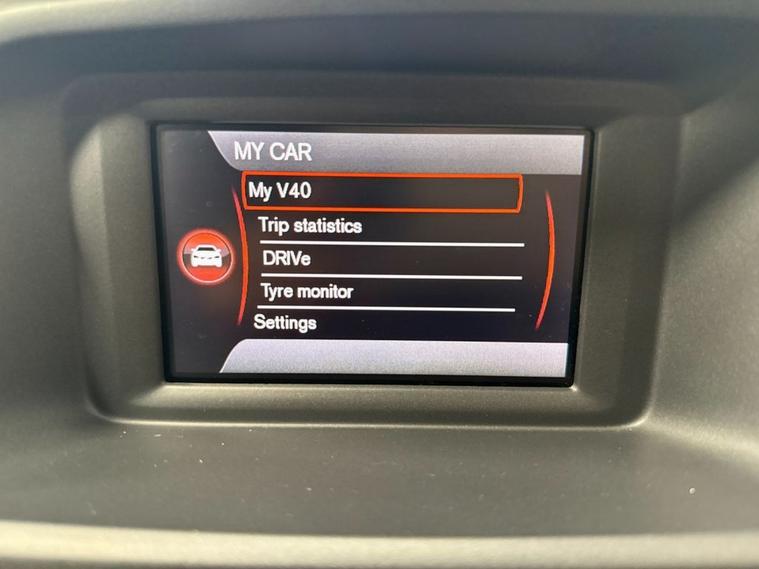 MY CAR
My V40
Trip statistics
DRIVe
Tyre monitor
Settings